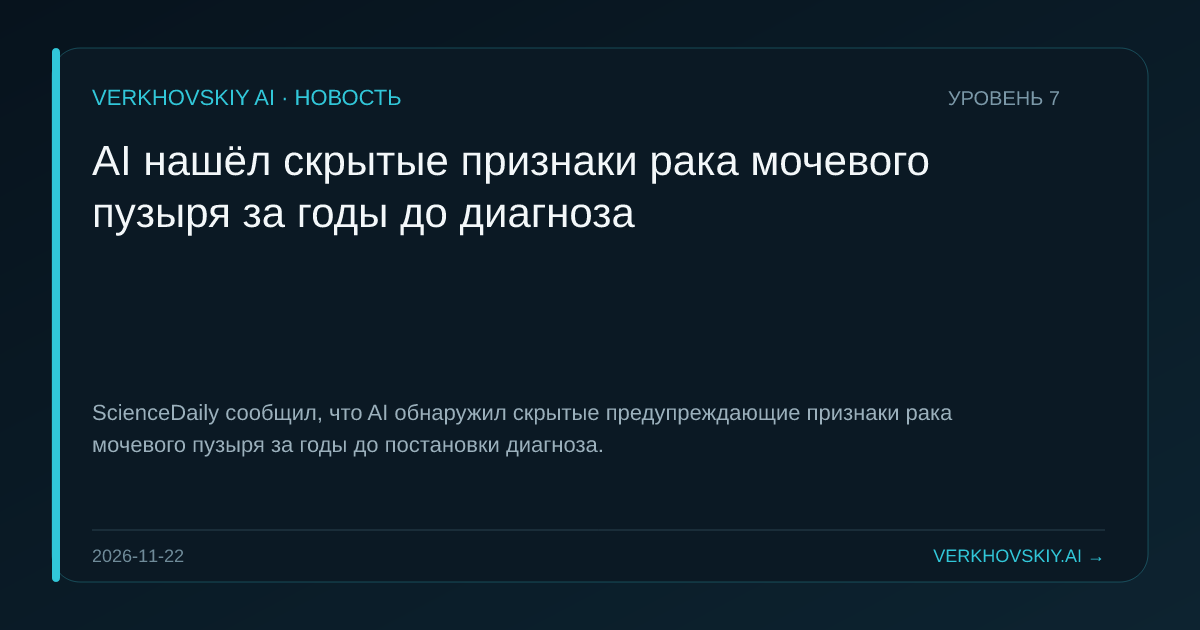 VERKHOVSKIY AI · НОВОСТЬ
УРОВЕНЬ 7
AI нашёл скрытые признаки рака мочевого
пузыря за годы до диагноза
ScienceDaily сообщил, что AI обнаружил скрытые предупреждающие признаки рака
мочевого пузыря за годы до постановки диагноза.
2026-11-22
VERKHOVSKIY.AI →